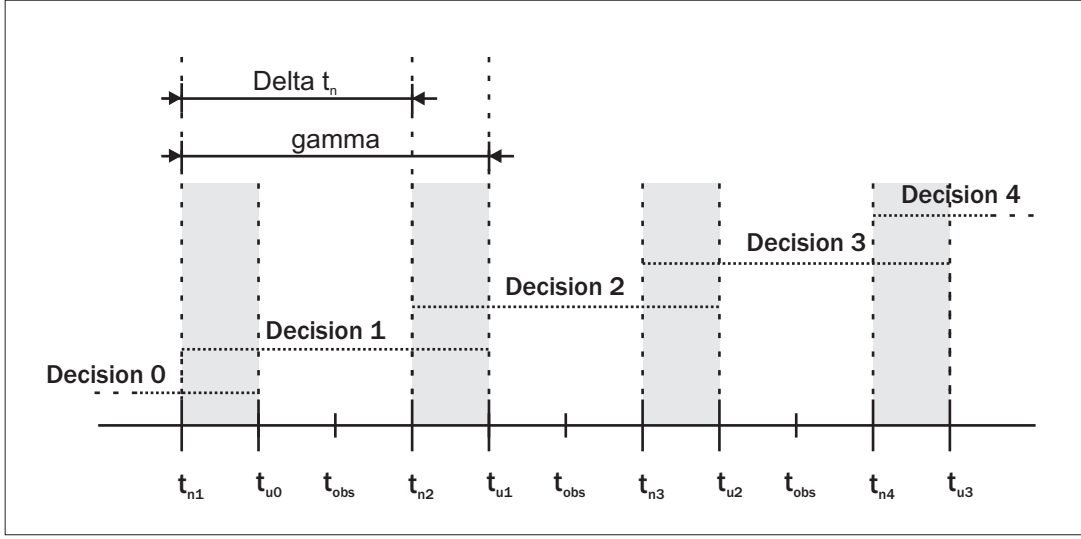 Delta tn
gamma
Decision 4
Decision 3
Decision 2
Decision 1
Decision 0
tn1 tu0 tobs tn2 tu1 tobs tn3 tu2 tobs tn4 tu3